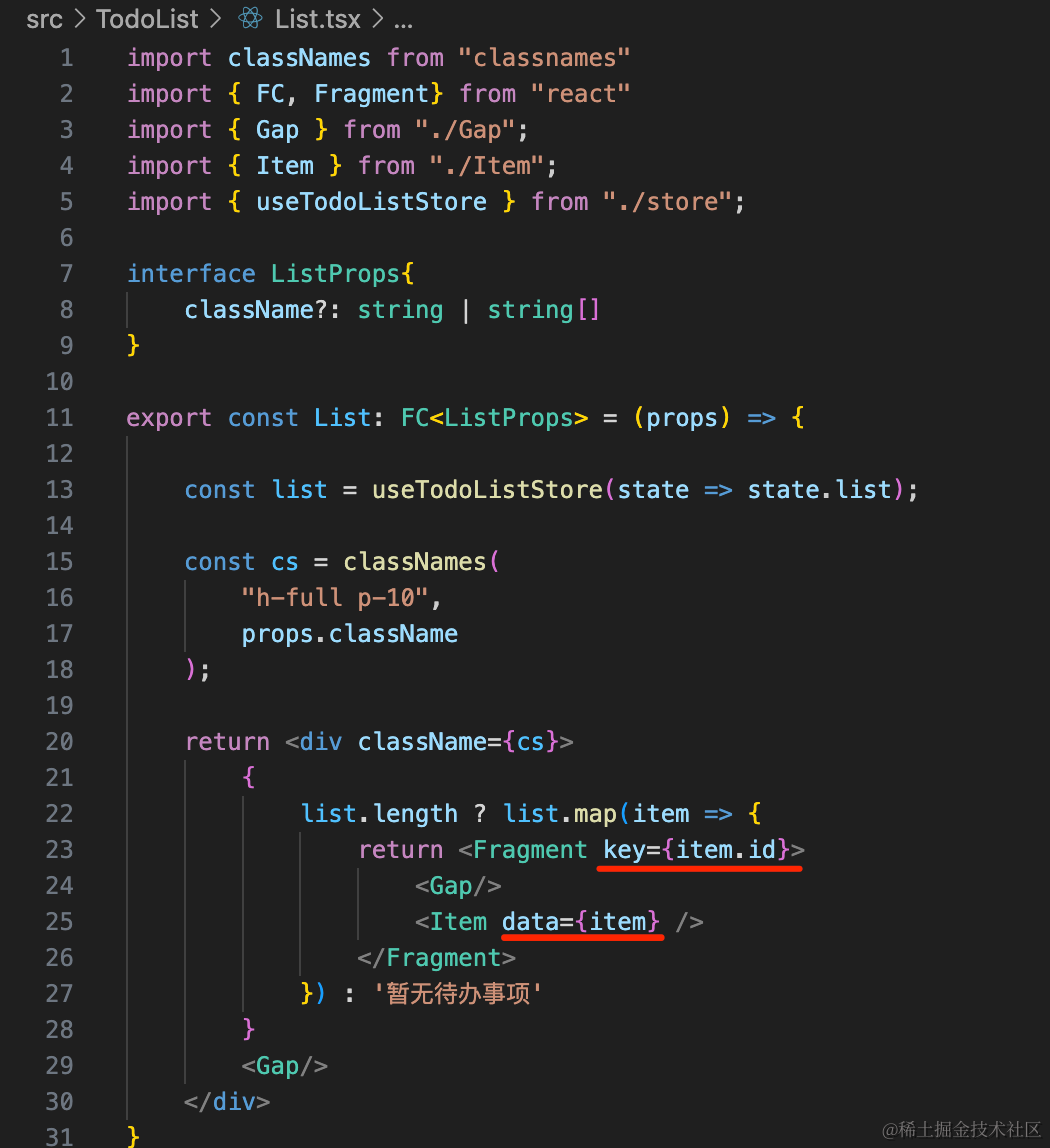 src > TodoList > List.tsx > ...
1 import classNames from "classnames"
2 import { FC, Fragment} from "react"
3 import { Gap } from "./Gap";
4 import { Item } from "./Item";
5 import { useTodoListStore } from "./store";
6
7 interface ListProps{
8     className?: string | string[]
9 }
10
11 export const List: FC<ListProps> = (props) => {
12
13     const list = useTodoListStore(state => state.list);
14
15     const cs = classNames(
16         "h-full p-10",
17         props.className
18     );
19
20     return <div className={cs}>
21         {
22             list.length ? list.map(item => {
23                 return <Fragment key={item.id}>
24                     <Gap/>
25                     <Item data={item} />
26                 </Fragment>
27             }) : '暂无待办事项'
28         }
29         <Gap/>
30     </div>
31 }
@稀土掘金技术社区